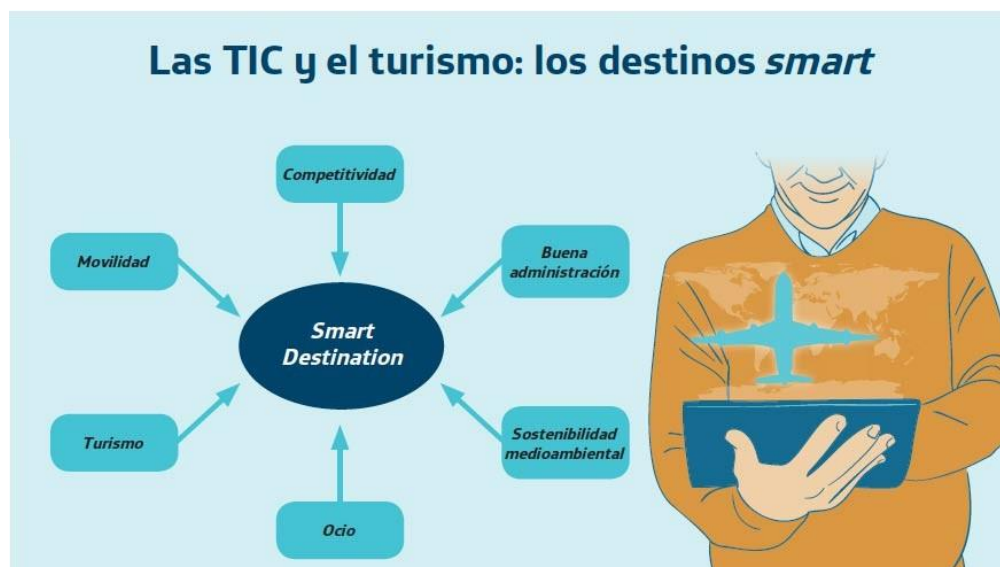 Las TIC y el turismo: los destinos smart
Competitividad
Movilidad
Buena
administración
Smart
Destination
Turismo
Sostenibilidad
medioambiental
Ocio